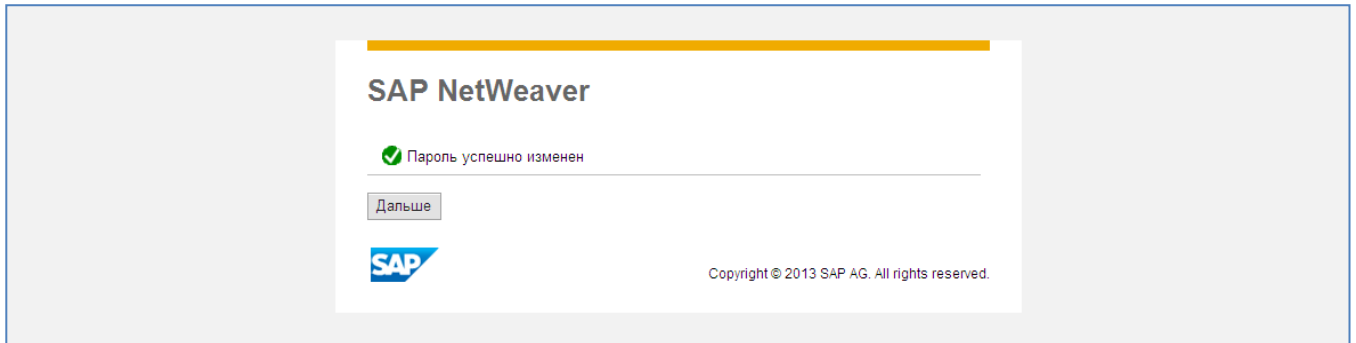 SAP NetWeaver
Пароль успешно изменен
Дальше
SAP
Copyright © 2013 SAP AG. All rights reserved.